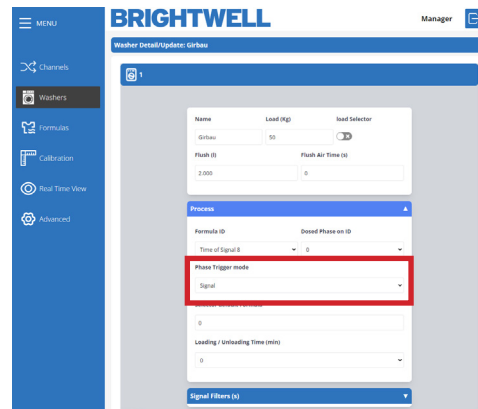 MENU
BRIGHTWELL
Manager
Washer Detail/Update: Girbau
1
Channels
Washers
Formulas
Calibration
Real Time View
Advanced
Name Load (Kg) load Selector
Girbau 50
Flush (l) Flush Air Time (s)
2.000 0
Process
Formula ID Dosed Phase on ID
Time of Signal 8 0
Phase Trigger mode
Signal
0
Loading / Unloading Time (min)
0
Signal Filters (s)